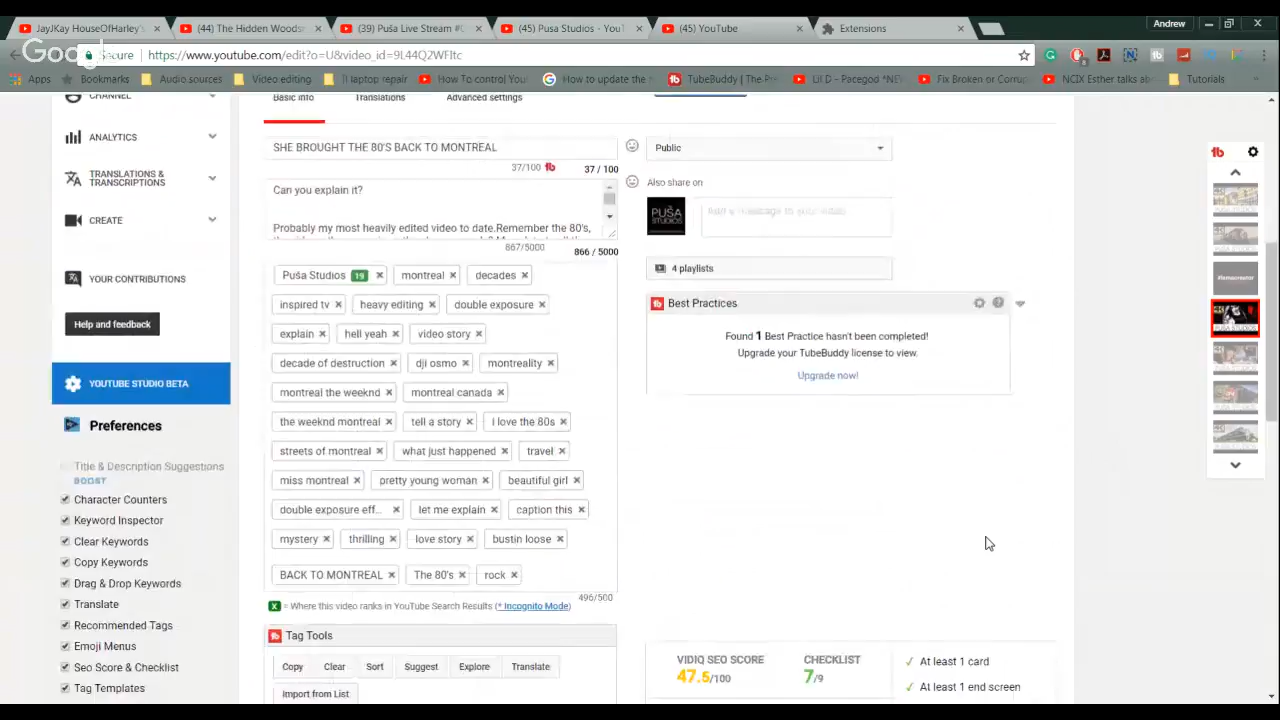 JayJKay HouseOfHarley's
(44) The Hidden Woods
(39) Puša Live Stream #
(45) Pusa Studios - YouT
(45) YouTube
Extensions
Andrew
Secure
https://www.youtube.com/edit?o=U&video_id=9L44Q2WFltc
Apps
Bookmarks
Audio sources
Video editing
laptop repair
How To control You
How to update the
TubeBuddy | The Pr
Fix Broken or Corrup
NCIX Esther talks ab
Tutorials
CHANNEL
ANALYTICS
TRANSLATIONS &
TRANSCRIPTIONS
CREATE
YOUR CONTRIBUTIONS
Help and feedback
YOUTUBE STUDIO BETA
Preferences
Title & Description Suggestions
BOOST
Character Counters
Keyword Inspector
Clear Keywords
Copy Keywords
Drag & Drop Keywords
Translate
Recommended Tags
Emoji Menus
Seo Score & Checklist
Tag Templates
Basic info
Translations
Advanced settings
SHE BROUGHT THE 80'S BACK TO MONTREAL
37/100
37 / 100
Can you explain it?
Probably my most heavily edited video to date.Remember the 80's,
867/5000
866 / 5000
Puša Studios 19
montreal
decades
inspired tv
heavy editing
double exposure
explain
hell yeah
video story
decade of destruction
dji osmo
montreality
montreal the weeknd
montreal canada
the weeknd montreal
tell a story
i love the 80s
streets of montreal
what just happened
travel
miss montreal
pretty young woman
beautiful girl
double exposure eff...
let me explain
caption this
mystery
thrilling
love story
bustin loose
BACK TO MONTREAL
The 80's
rock
496/500
X = Where this video ranks in YouTube Search Results (* Incognito Mode)
Tag Tools
Copy
Clear
Sort
Suggest
Explore
Translate
Import from List
Public
Also share on
PUŠA
STUDIOS
Add a message to your video
4 playlists
Best Practices
Found 1 Best Practice hasn't been completed!
Upgrade your TubeBuddy license to view.
Upgrade now!
VIDIQ SEO SCORE
47.5/100
CHECKLIST
7/9
At least 1 card
At least 1 end screen